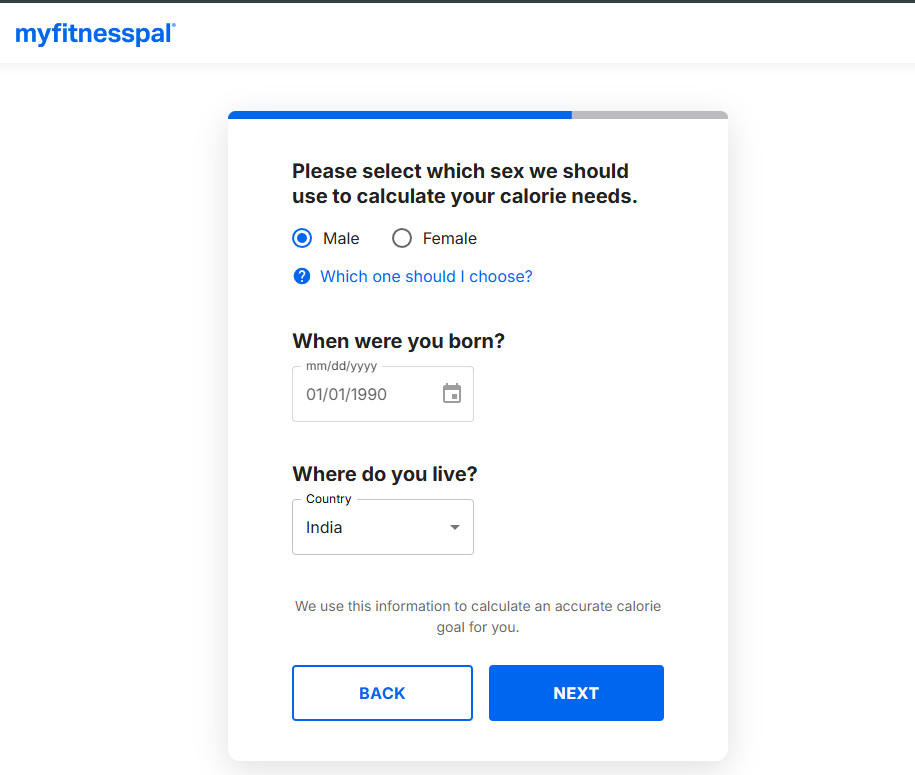 myfitnesspal®
Please select which sex we should
use to calculate your calorie needs.
Male Female
? Which one should I choose?
When were you born?
mm/dd/yyyy
01/01/1990
Where do you live?
Country
India
We use this information to calculate an accurate calorie
goal for you.
BACK NEXT